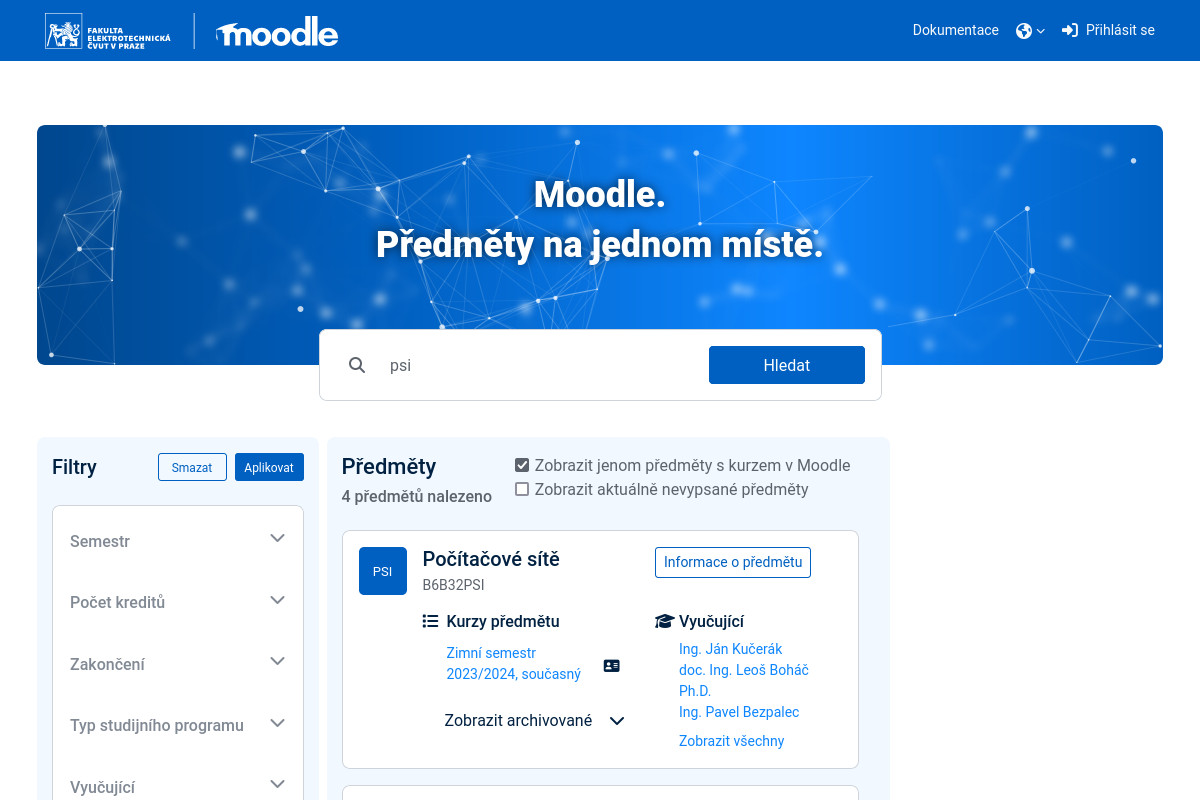 FAKULTA
ELEKTROTECHNICKÁ
ČVUT V PRAZE
moodle
Dokumentace
Přihlásit se
Moodle.
Předměty na jednom místě.
psi
Hledat
Filtry
Smazat
Aplikovat
Semestr
Počet kreditů
Zakončení
Typ studijního programu
Vyučující
Předměty
4 předmětů nalezeno
Zobrazit jenom předměty s kurzem v Moodle
Zobrazit aktuálně nevypsané předměty
PSI
Počítačové sítě
B6B32PSI
Informace o předmětu
Kurzy předmětu
Zimní semestr
2023/2024, současný
Zobrazit archivované
Vyučující
Ing. Ján Kučerák
doc. Ing. Leoš Boháč
Ph.D.
Ing. Pavel Bezpalec
Zobrazit všechny